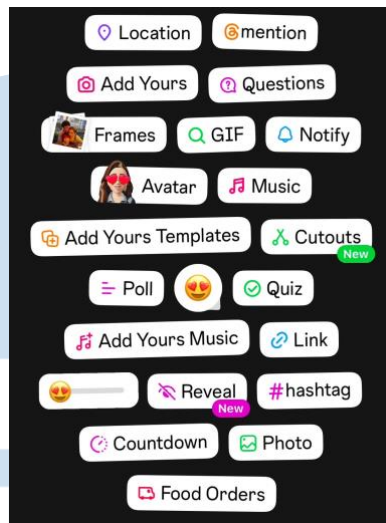 Location @mention
Add Yours Questions
Frames GIF Notify
Avatar Music
Add Yours Templates Cutouts
New
Poll Quiz
Add Yours Music Link
Reveal #hashtag
New
Countdown Photo
Food Orders